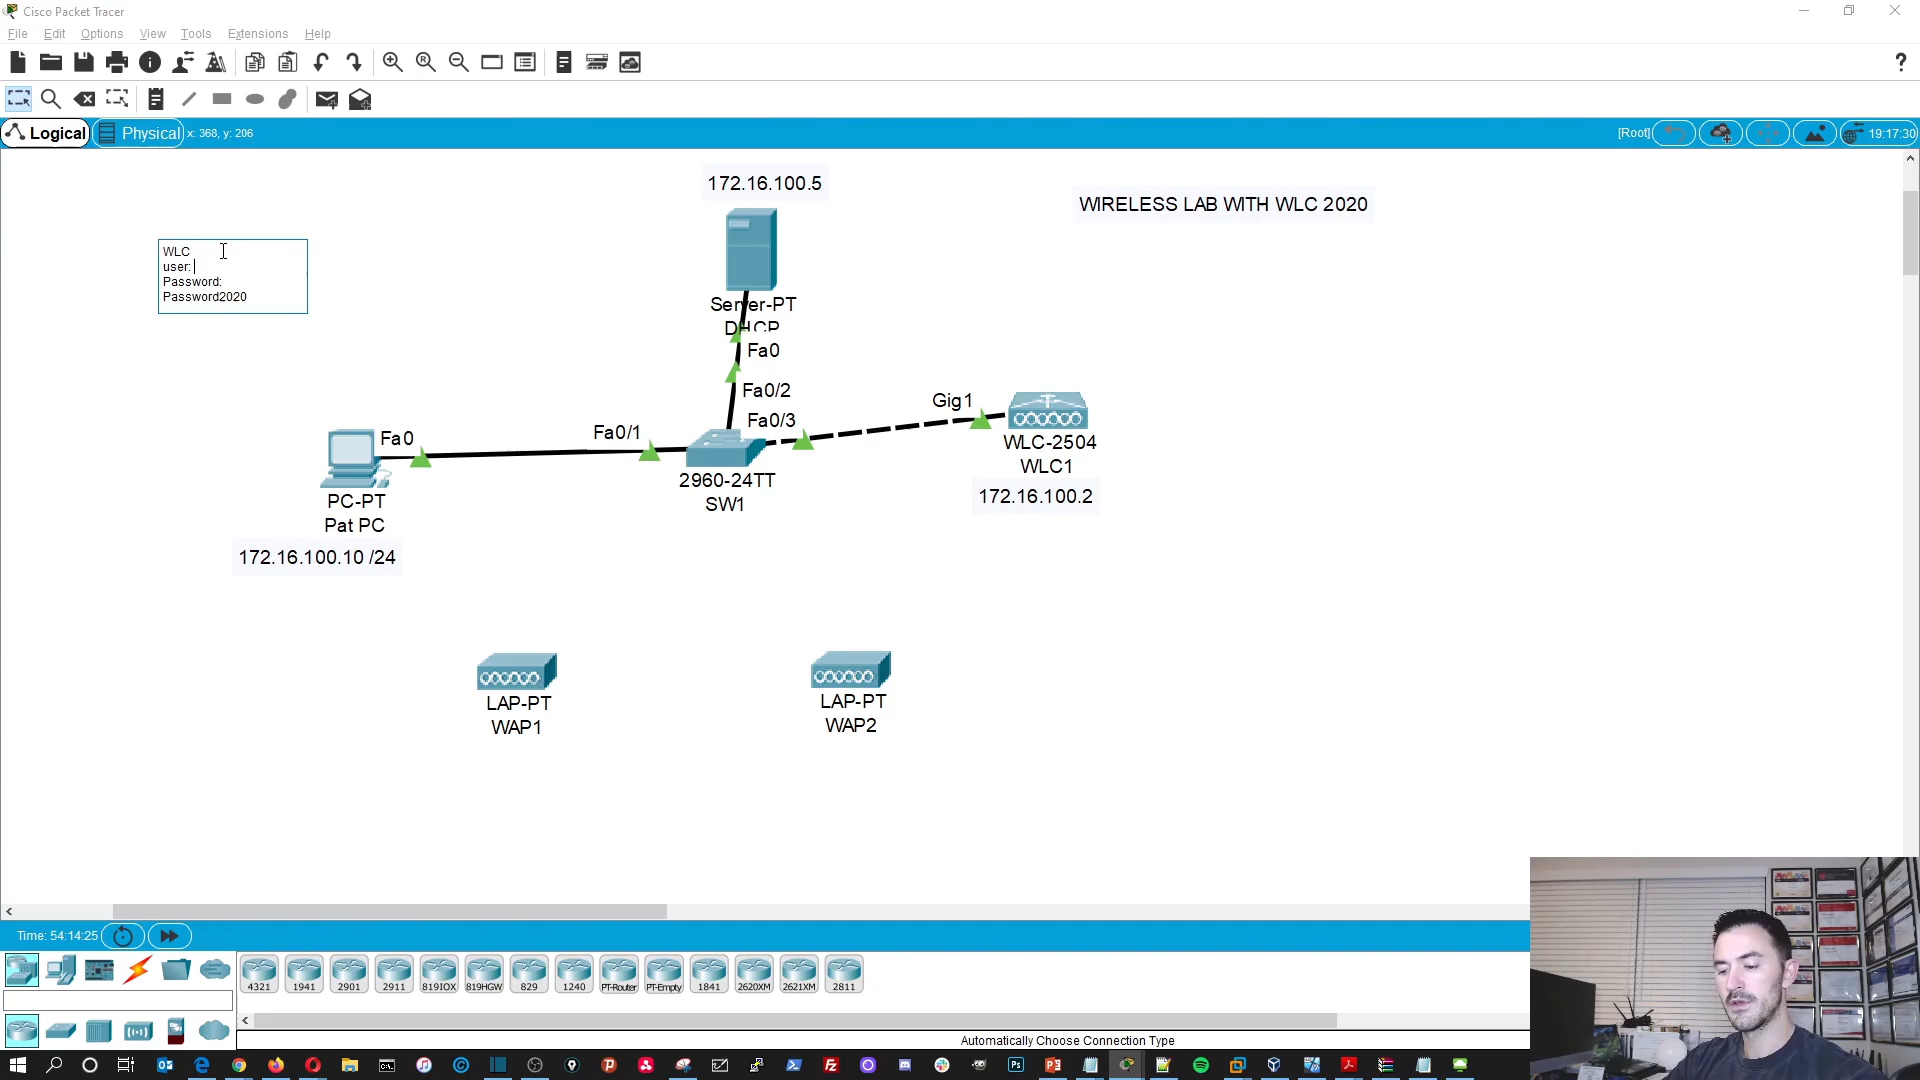 Cisco Packet Tracer
File Edit Options View Tools Extensions Help
?
Logical Physical x: 368, y: 206 [Root] 19:17:30
172.16.100.5
WIRELESS LAB WITH WLC 2020
WLC
user:
Password:
Password2020
Server-PT
DHCP
Fa0
Fa0/2
Fa0/3
Gig1
Fa0
Fa0/1
WLC-2504
WLC1
172.16.100.2
2960-24TT
SW1
PC-PT
Pat PC
172.16.100.10 /24
LAP-PT
WAP1
LAP-PT
WAP2
Time: 54:14:25
4321 1941 2901 2911 819IOX 819HGW 829 1240 PT-Router PT-Empty 1841 2620XM 2621XM 2811
Automatically Choose Connection Type